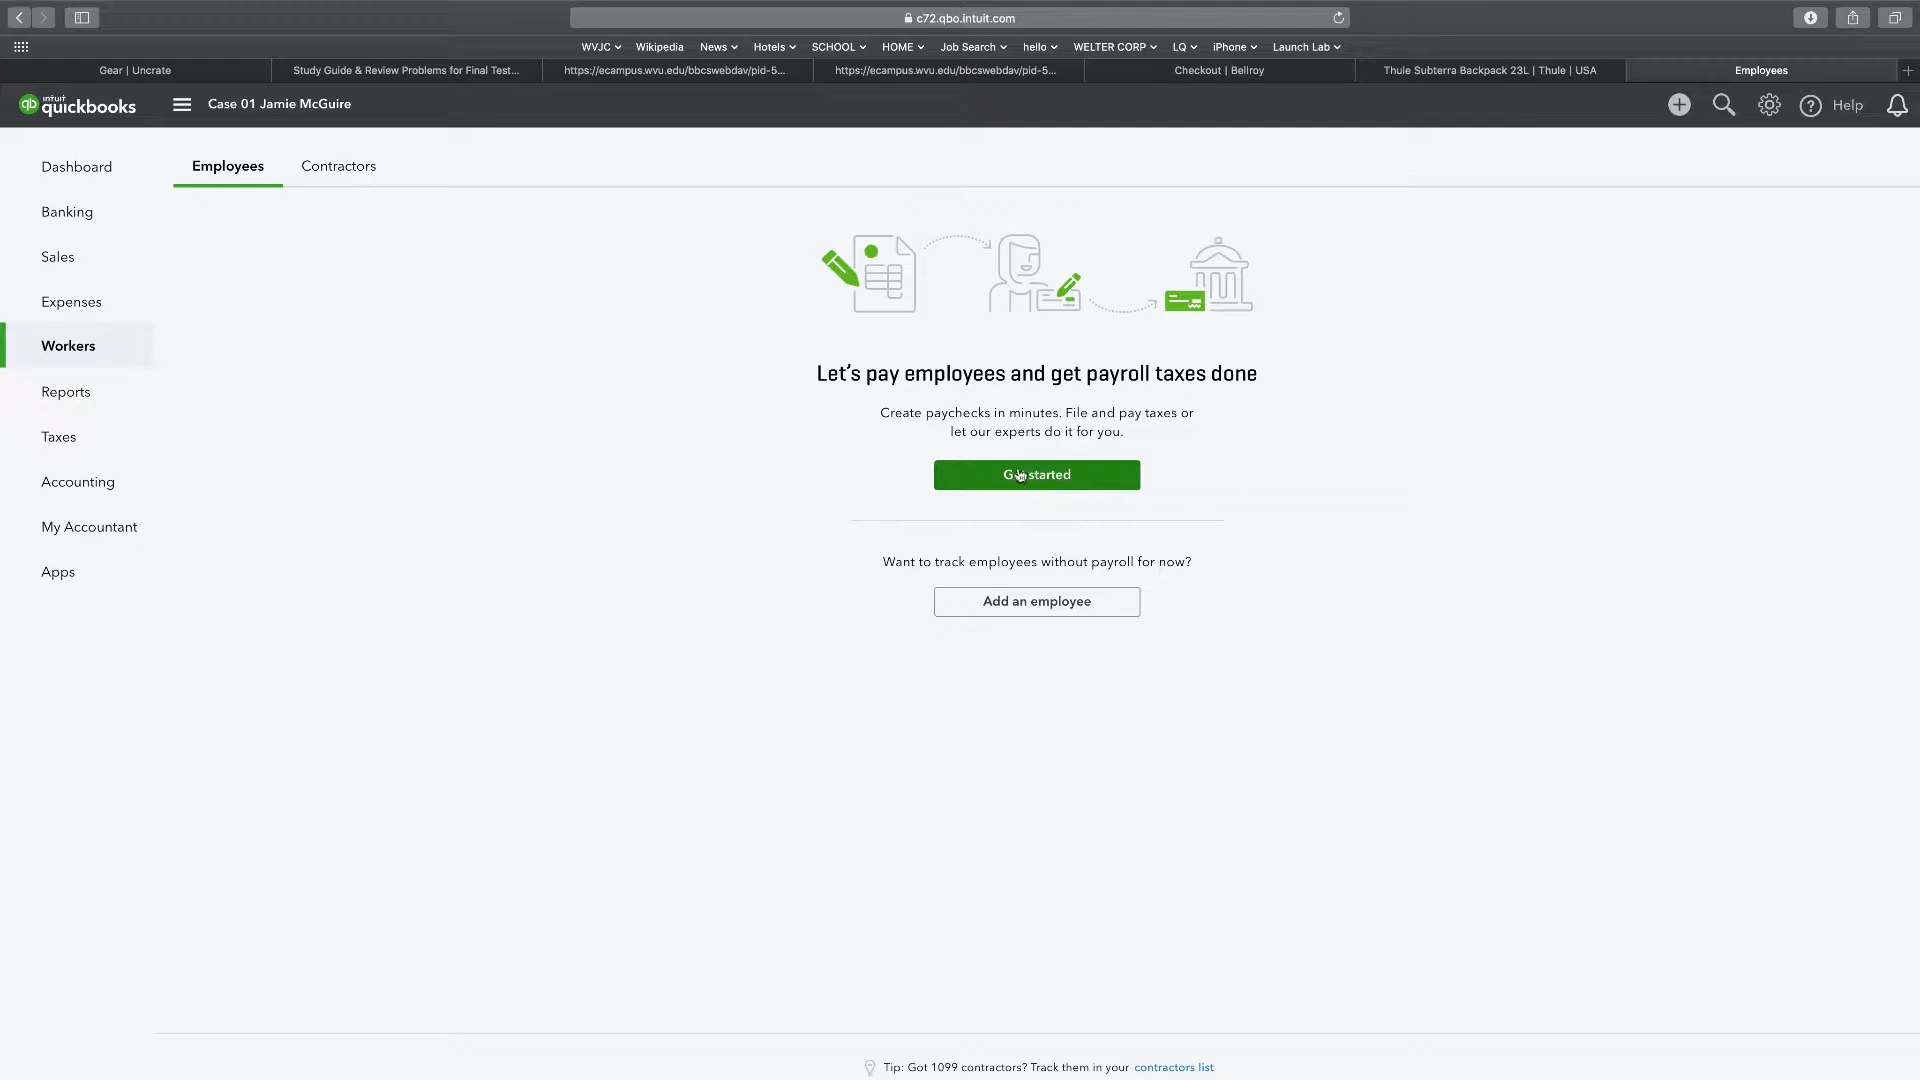 c72.qbo.intuit.com
WVJC Wikipedia News Hotels SCHOOL HOME Job Search hello WELTER CORP LQ iPhone Launch Lab
Gear | Uncrate
Study Guide & Review Problems for Final Test...
https://ecampus.wvu.edu/bbcswebdav/pid-5...
https://ecampus.wvu.edu/bbcswebdav/pid-5...
Checkout | Bellroy
Thule Subterra Backpack 23L | Thule | USA
Employees
intuit
quickbooks
Case 01 Jamie McGuire
Help
Dashboard
Banking
Sales
Expenses
Workers
Reports
Taxes
Accounting
My Accountant
Apps
Employees
Contractors
Let's pay employees and get payroll taxes done
Create paychecks in minutes. File and pay taxes or
let our experts do it for you.
Get started
Want to track employees without payroll for now?
Add an employee
Tip: Got 1099 contractors? Track them in your contractors list